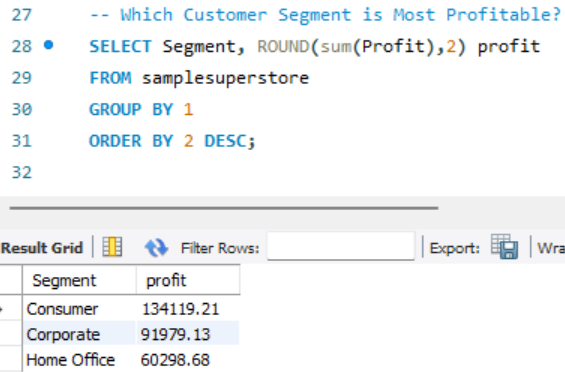 27 -- Which Customer Segment is Most Profitable?
28 SELECT Segment, ROUND(sum(Profit),2) profit
29 FROM samplesuperstore
30 GROUP BY 1
31 ORDER BY 2 DESC;
32
Result Grid Filter Rows: Export: Wra
Segment profit
Consumer 134119.21
Corporate 91979.13
Home Office 60298.68